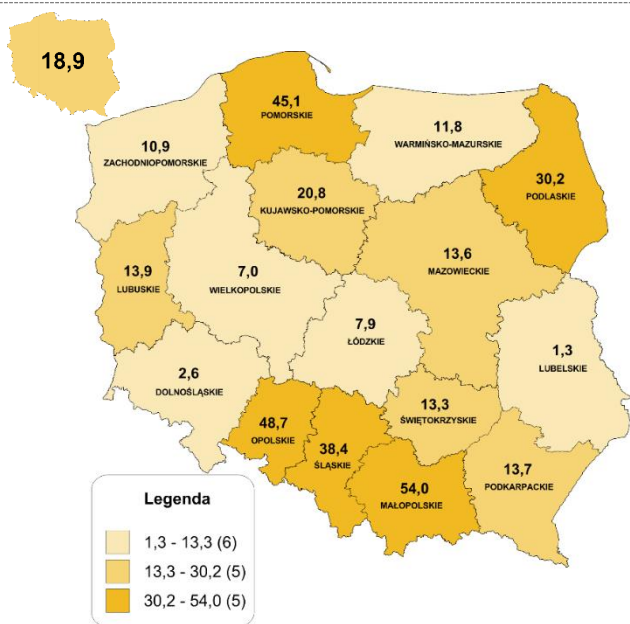 18,9
45,1
POMORSKIE
11,8
WARMIŃSKO-MAZURSKIE
10,9
ZACHODNIOPOMORSKIE
30,2
PODLASKIE
20,8
KUJAWSKO-POMORSKIE
13,6
MAZOWIECKIE
13,9
LUBUSKIE
7,0
WIELKOPOLSKIE
7,9
ŁÓDZKIE
1,3
LUBELSKIE
2,6
DOLNOŚLĄSKIE
13,3
ŚWIĘTOKRZYSKIE
48,7
OPOLSKIE
38,4
ŚLĄSKIE
13,7
PODKARPACKIE
54,0
MAŁOPOLSKIE
Legenda
1,3 - 13,3 (6)
13,3 - 30,2 (5)
30,2 - 54,0 (5)